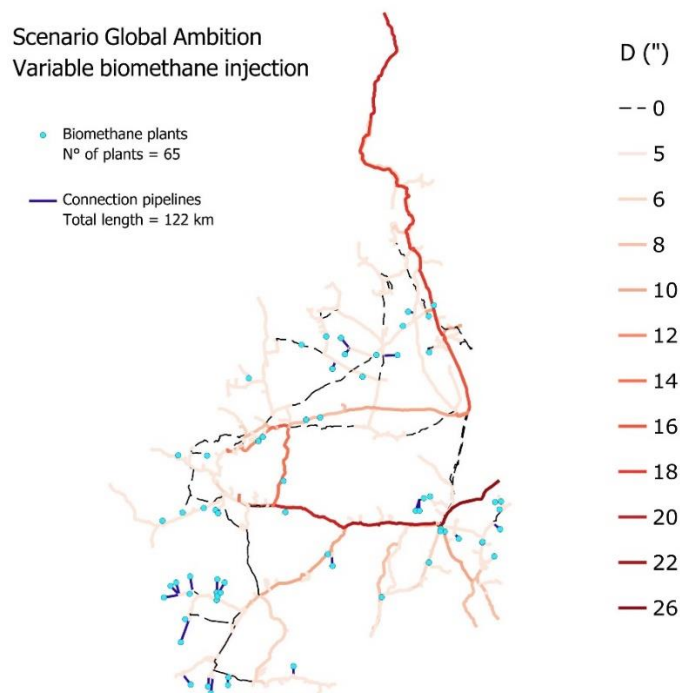 Scenario Global Ambition
Variable biomethane injection
Biomethane plants
N° of plants = 65
Connection pipelines
Total length = 122 km
D (")
0
5
6
8
10
12
14
16
18
20
22
26